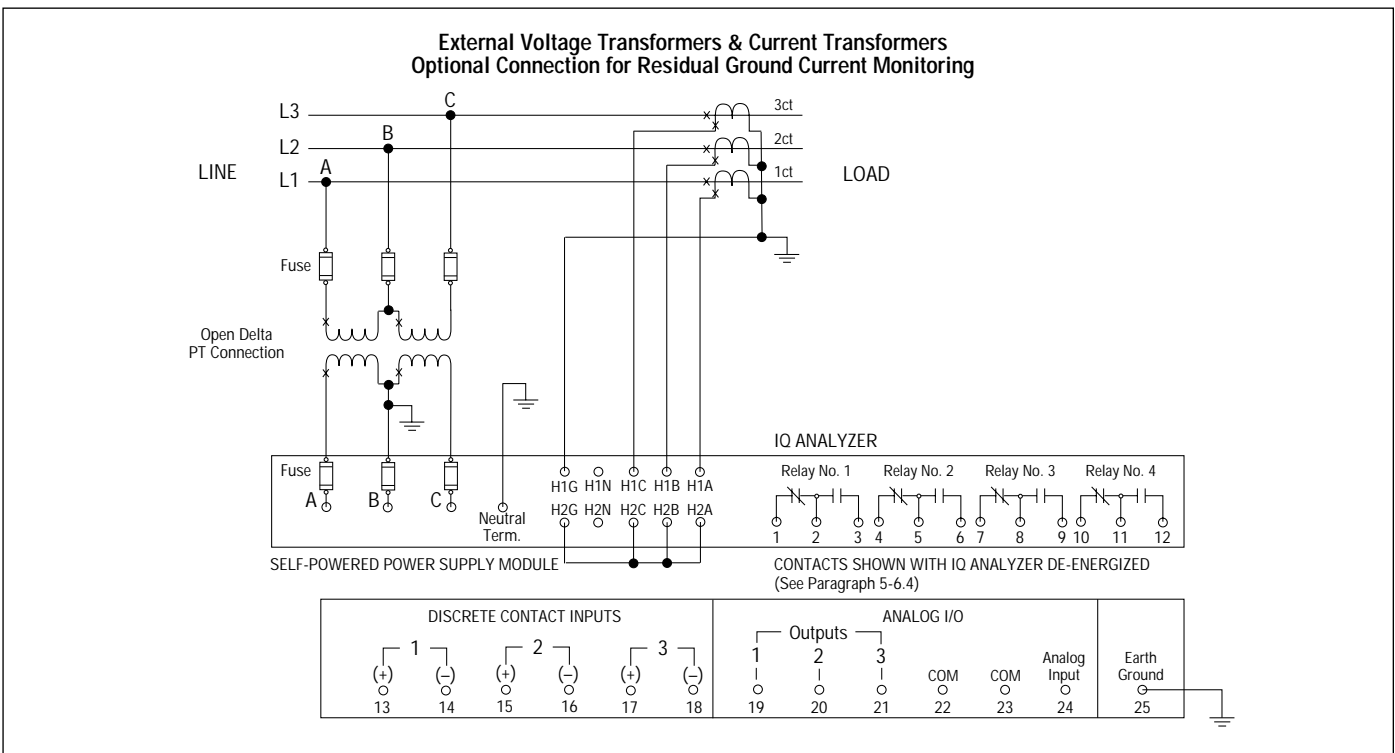 External Voltage Transformers & Current Transformers
Optional Connection for Residual Ground Current Monitoring
C
L3
3ct
B
L2
2ct
LINE
A
L1
1ct
LOAD
Fuse
Open Delta
PT Connection
IQ ANALYZER
Fuse
A
B
C
Neutral
Term.
H1G H1N H1C H1B H1A
H2G H2N H2C H2B H2A
Relay No. 1 Relay No. 2 Relay No. 3 Relay No. 4
1 2 3 4 5 6 7 8 9 10 11 12
SELF-POWERED POWER SUPPLY MODULE
CONTACTS SHOWN WITH IQ ANALYZER DE-ENERGIZED
(See Paragraph 5-6.4)
DISCRETE CONTACT INPUTS
1 2 3
(+) (–) (+) (–) (+) (–)
13 14 15 16 17 18
ANALOG I/O
Outputs
1 2 3
COM COM
Analog
Input
19 20 21 22 23 24
Earth
Ground
25